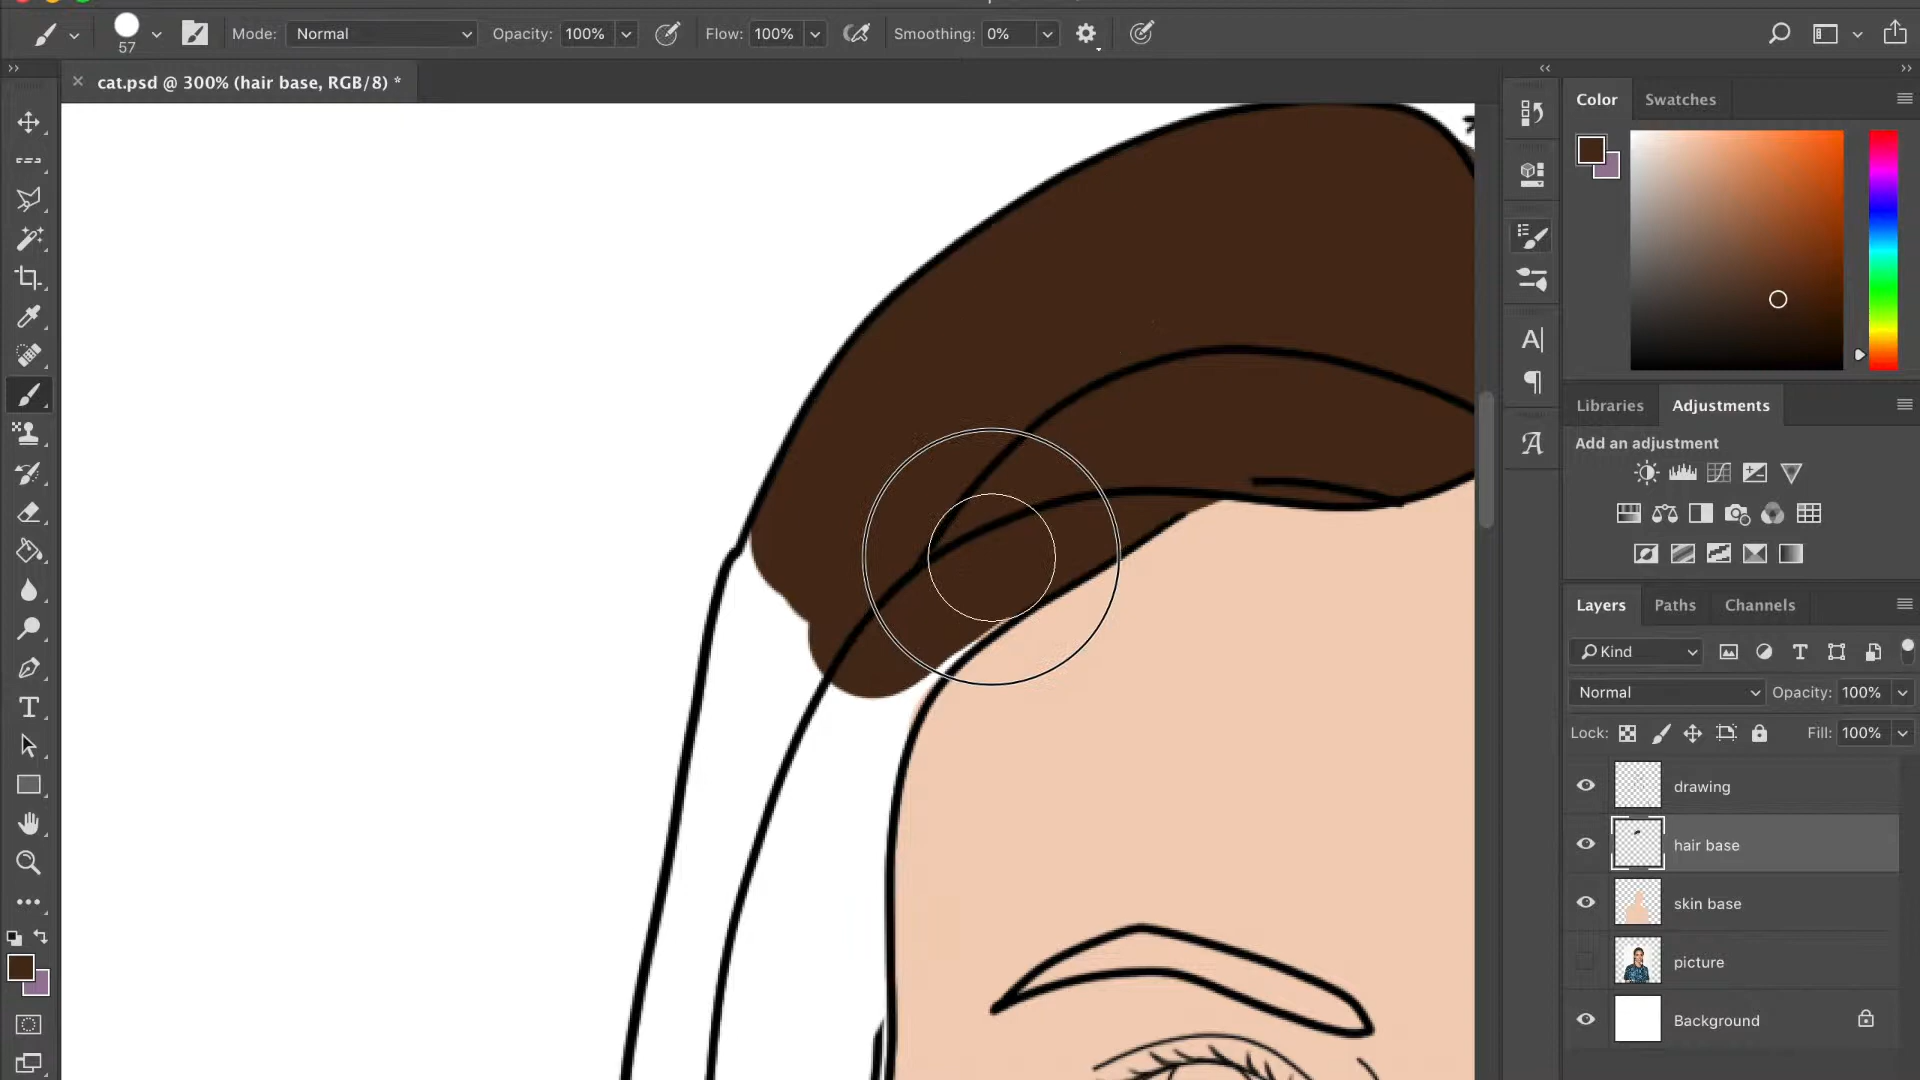 57
Mode: Normal
Opacity: 100%
Flow: 100%
Smoothing: 0%
cat.psd @ 300% (hair base, RGB/8) *
Color
Swatches
Libraries
Adjustments
Add an adjustment
Layers
Paths
Channels
Kind
Normal
Opacity: 100%
Lock:
Fill: 100%
drawing
hair base
skin base
picture
Background